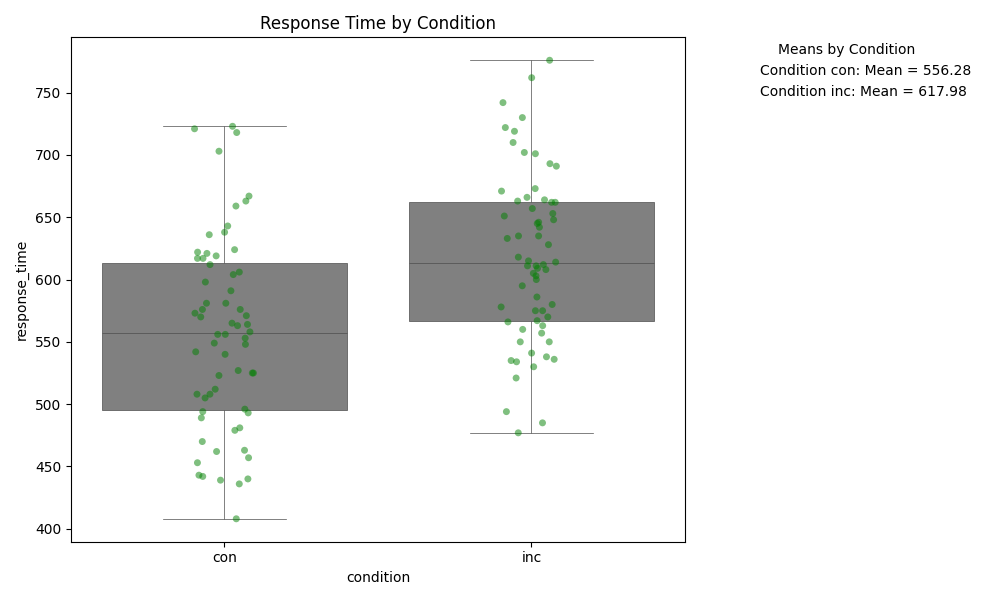 Response Time by Condition
Means by Condition
Condition con: Mean = 556.28
Condition inc: Mean = 617.98
response_time
750
700
650
600
550
500
450
400
con
inc
condition